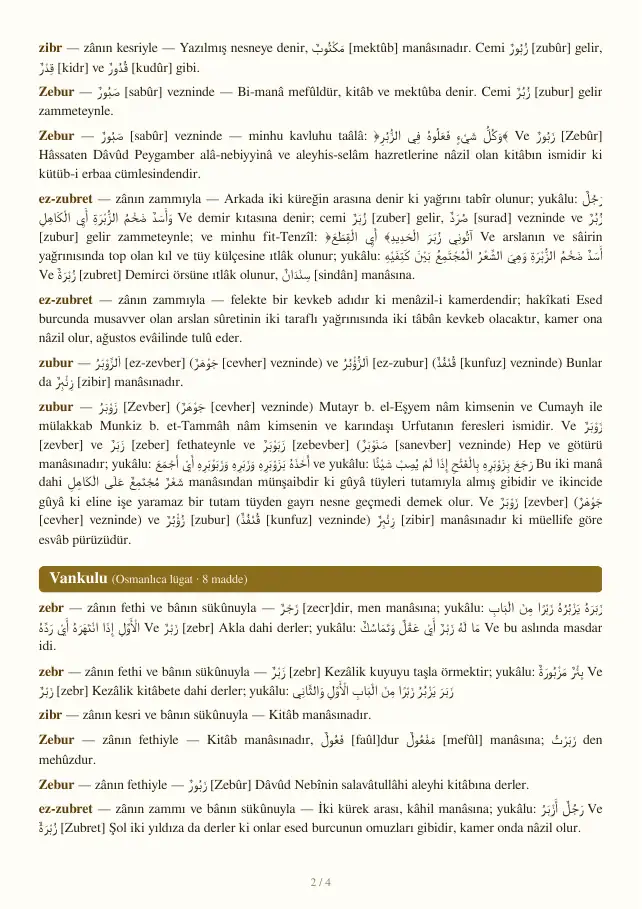 zibr — zânın kesriyle — Yazılmış nesneye denir, مَكْتُوبٌ [mektûb] manâsınadır. Cemi زُبُورٌ [zubûr] gelir,
قِدْرٌ [kidr] ve قُدُورٌ [kudûr] gibi.
Zebur — صَبُورٌ [sabûr] vezninde — Bi-manâ mefûldür, kitâb ve mektûba denir. Cemi زُبُرٌ [zubur] gelir
zammeteynle.
Zebur — صَبُورٌ [sabûr] vezninde — minhu kavluhu taâlâ: ﴿وَكُلُّ شَيْءٍ فَعَلُوهُ فِي الزُّبُرِ﴾ Ve زَبُورٌ [Zebûr]
Hâssaten Dâvûd Peygamber alâ-nebiyyinâ ve aleyhis-selâm hazretlerine nâzil olan kitâbın ismidir ki
kütüb-i erbaa cümlesindendir.
ez-zubret — zânın zammıyla — Arkada iki küreğin arasına denir ki yağrını tabîr olunur; yukâlu: رَجُلٌ
وَأَسَدٌ ضَخْمُ الزُّبْرَةِ أَيِ الْكَاهِلِ Ve demir kıtasına denir; cemi زُبَرٌ [zuber] gelir, صُرَدٌ [surad] vezninde ve زُبُرٌ
[zubur] gelir zammeteynle; ve minhu fit-Tenzîl: ﴿آتُونِي زُبَرَ الْحَدِيدِ﴾ أَيِ الْقِطَعَ Ve arslanın ve sâirin
yağrınısında top olan kıl ve tüy külçesine ıtlâk olunur; yukâlu: أَسَدٌ ضَخْمُ الزُّبْرَةِ وَهِيَ الشَّعْرُ الْمُجْتَمِعُ بَيْنَ كَتِفَيْهِ
Ve زُبْرَةٌ [zubret] Demirci örsüne ıtlâk olunur, سِنْدَانٌ [sindân] manâsına.
ez-zubret — zânın zammıyla — felekte bir kevkeb adıdır ki menâzil-i kamerdendir; hakîkati Esed
burcunda musavver olan arslan sûretinin iki taraflı yağrınısında iki tâbân kevkeb olacaktır, kamer ona
nâzil olur, ağustos evâilinde tulû eder.
zubur — اَلزَّوْبَرُ [ez-zevber] (جَوْهَرٌ [cevher] vezninde) ve اَلزُّؤْبُرُ [ez-zubur] (قُنْفُذٌ [kunfuz] vezninde) Bunlar
da زِئْبِرٌ [zibir] manâsınadır.
zubur — زَوْبَرُ [Zevber] (جَوْهَرٌ [cevher] vezninde) Mutayr b. el-Eşyem nâm kimsenin ve Cumayh ile
mülakkab Munkiz b. et-Tammâh nâm kimsenin ve karındaşı Urfutanın feresleri ismidir. Ve زَوْبَرٌ
[zevber] ve زَبَرٌ [zeber] fethateynle ve زَبَوْبَرٌ [zebevber] (صَنَوْبَرٌ [sanevber] vezninde) Hep ve götürü
manâsınadır; yukâlu: أَخَذَهُ بِزَوْبَرِهِ وَزَبَرِهِ وَزَبَوْبَرِهِ أَيْ أَجْمَعَ ve yukâlu: رَجَعَ بِزَوْبَرِهِ بِالْفَتْحِ إِذَا لَمْ يُصِبْ شَيْئًا Bu iki manâ
dahi شَعْرٌ مُجْتَمِعٌ عَلَى الْكَاهِلِ manâsından münşaibdir ki gûyâ tüyleri tutamıyla almış gibidir ve ikincide
gûyâ ki eline işe yaramaz bir tutam tüyden gayrı nesne geçmedi demek olur. Ve زَوْبَرٌ [zevber] (جَوْهَرٌ
[cevher] vezninde) ve زُؤْبُرٌ [zubur] (قُنْفُذٌ [kunfuz] vezninde) زِئْبِرٌ [zibir] manâsınadır ki müellife göre
esvâb pürüzüdür.
Vankulu (Osmanlıca lügat · 8 madde)
zebr — zânın fethi ve bânın sükûnuyla — زَجْرٌ [zecr]dir, men manâsına; yukâlu: زَبَرَهُ يَزْبُرُهُ زَبْرًا مِنَ الْبَابِ
الْأَوَّلِ إِذَا انْتَهَرَهُ أَيْ رَدَّهُ Ve زَبْرٌ [zebr] Akla dahi derler; yukâlu: مَا لَهُ زَبْرٌ أَيْ عَقْلٌ وَتَمَاسُكٌ Ve bu aslında masdar
idi.
zebr — zânın fethi ve bânın sükûnuyla — زَبْرٌ [zebr] Kezâlik kuyuyu taşla örmektir; yukâlu: بِئْرٌ مَزْبُورَةٌ Ve
زَبْرٌ [zebr] Kezâlik kitâbete dahi derler; yukâlu: زَبَرَ يَزْبُرُ زَبْرًا مِنَ الْبَابِ الْأَوَّلِ وَالثَّانِي
zibr — zânın kesri ve bânın sükûnuyla — Kitâb manâsınadır.
Zebur — zânın fethiyle — Kitâb manâsınadır, فَعُولٌ [faûl]dur مَفْعُولٌ [mefûl] manâsına; زَبَرْتُ den
mehûzdur.
Zebur — zânın fethiyle — زَبُورٌ [Zebûr] Dâvûd Nebînin salavâtullâhi aleyhi kitâbına derler.
ez-zubret — zânın zammı ve bânın sükûnuyla — İki kürek arası, kâhil manâsına; yukâlu: رَجُلٌ أَزْبَرُ Ve
زُبْرَةٌ [Zubret] Şol iki yıldıza da derler ki onlar esed burcunun omuzları gibidir, kamer onda nâzil olur.
2 / 4